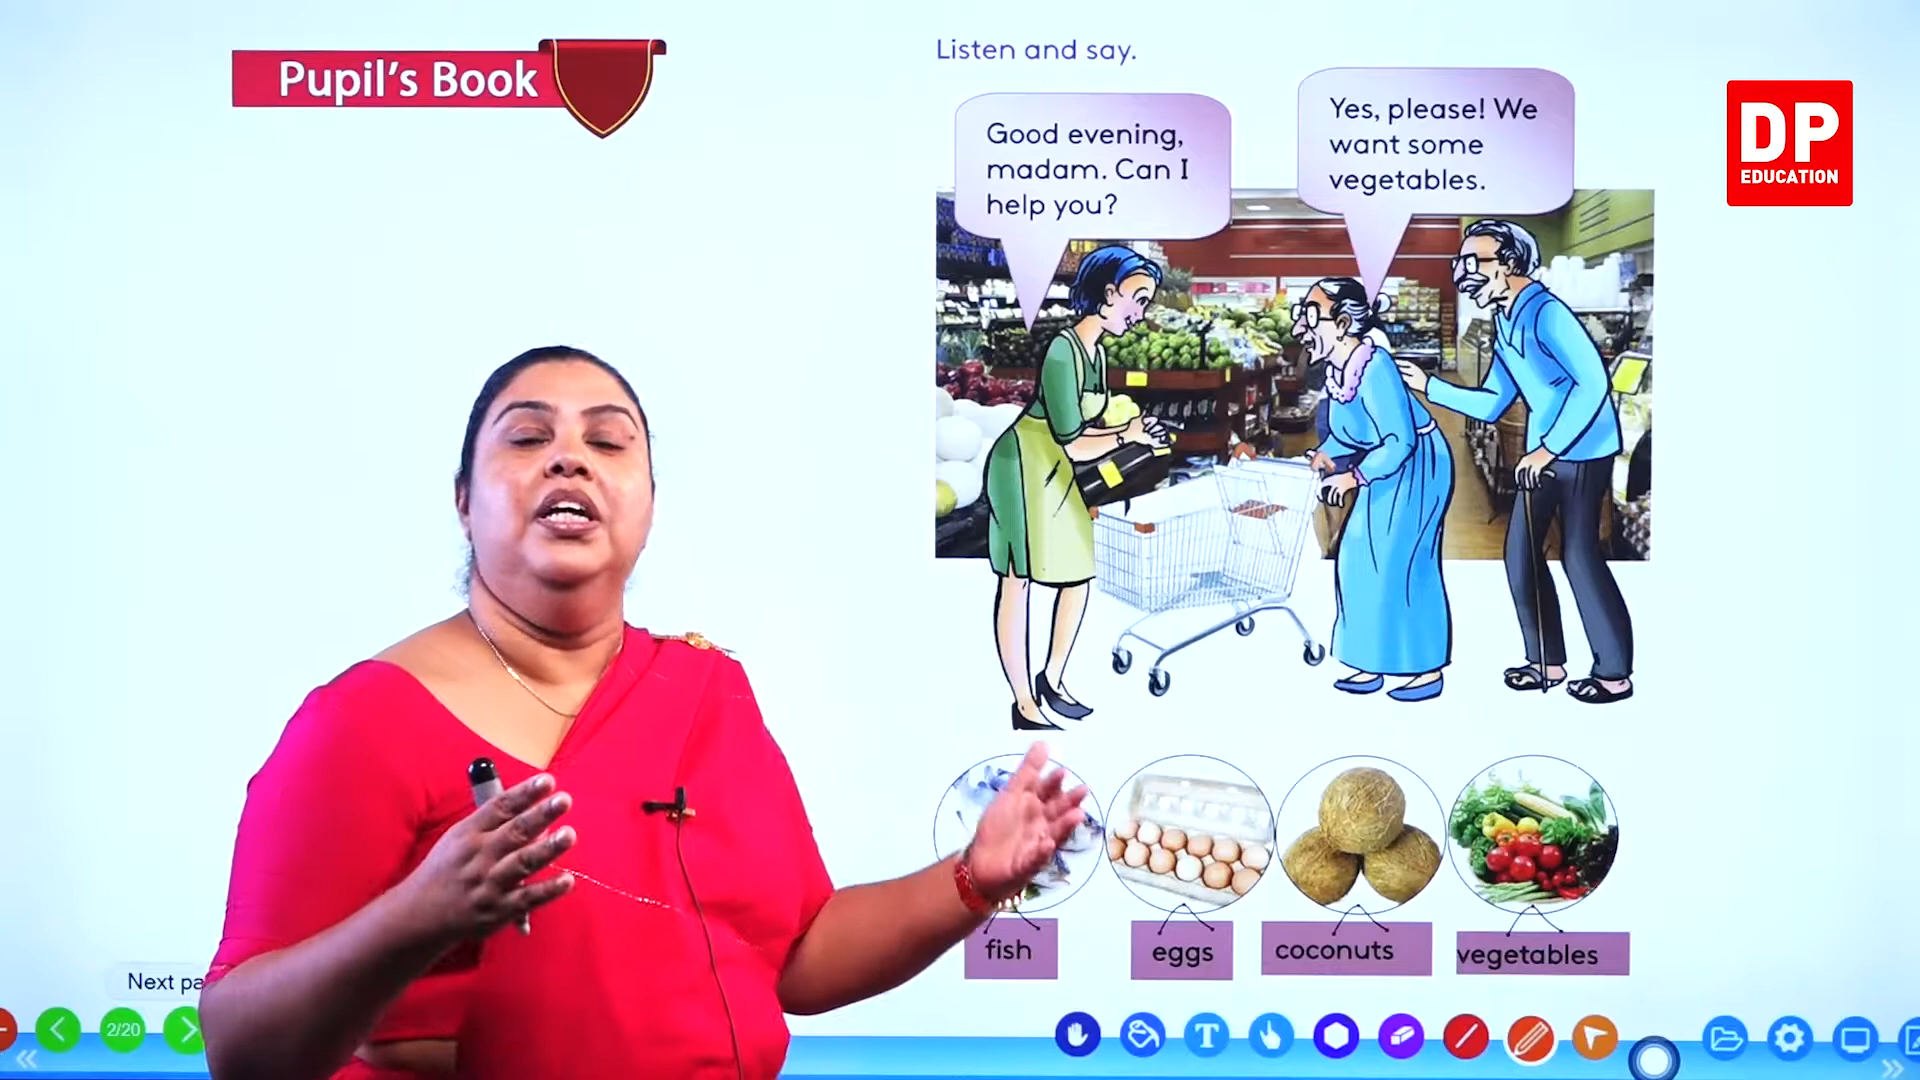 Pupil's Book
Listen and say.
Good evening,
madam. Can I
help you?
Yes, please! We
want some
vegetables.
DP
EDUCATION
fish
eggs
coconuts
vegetables
Next
2/20
T